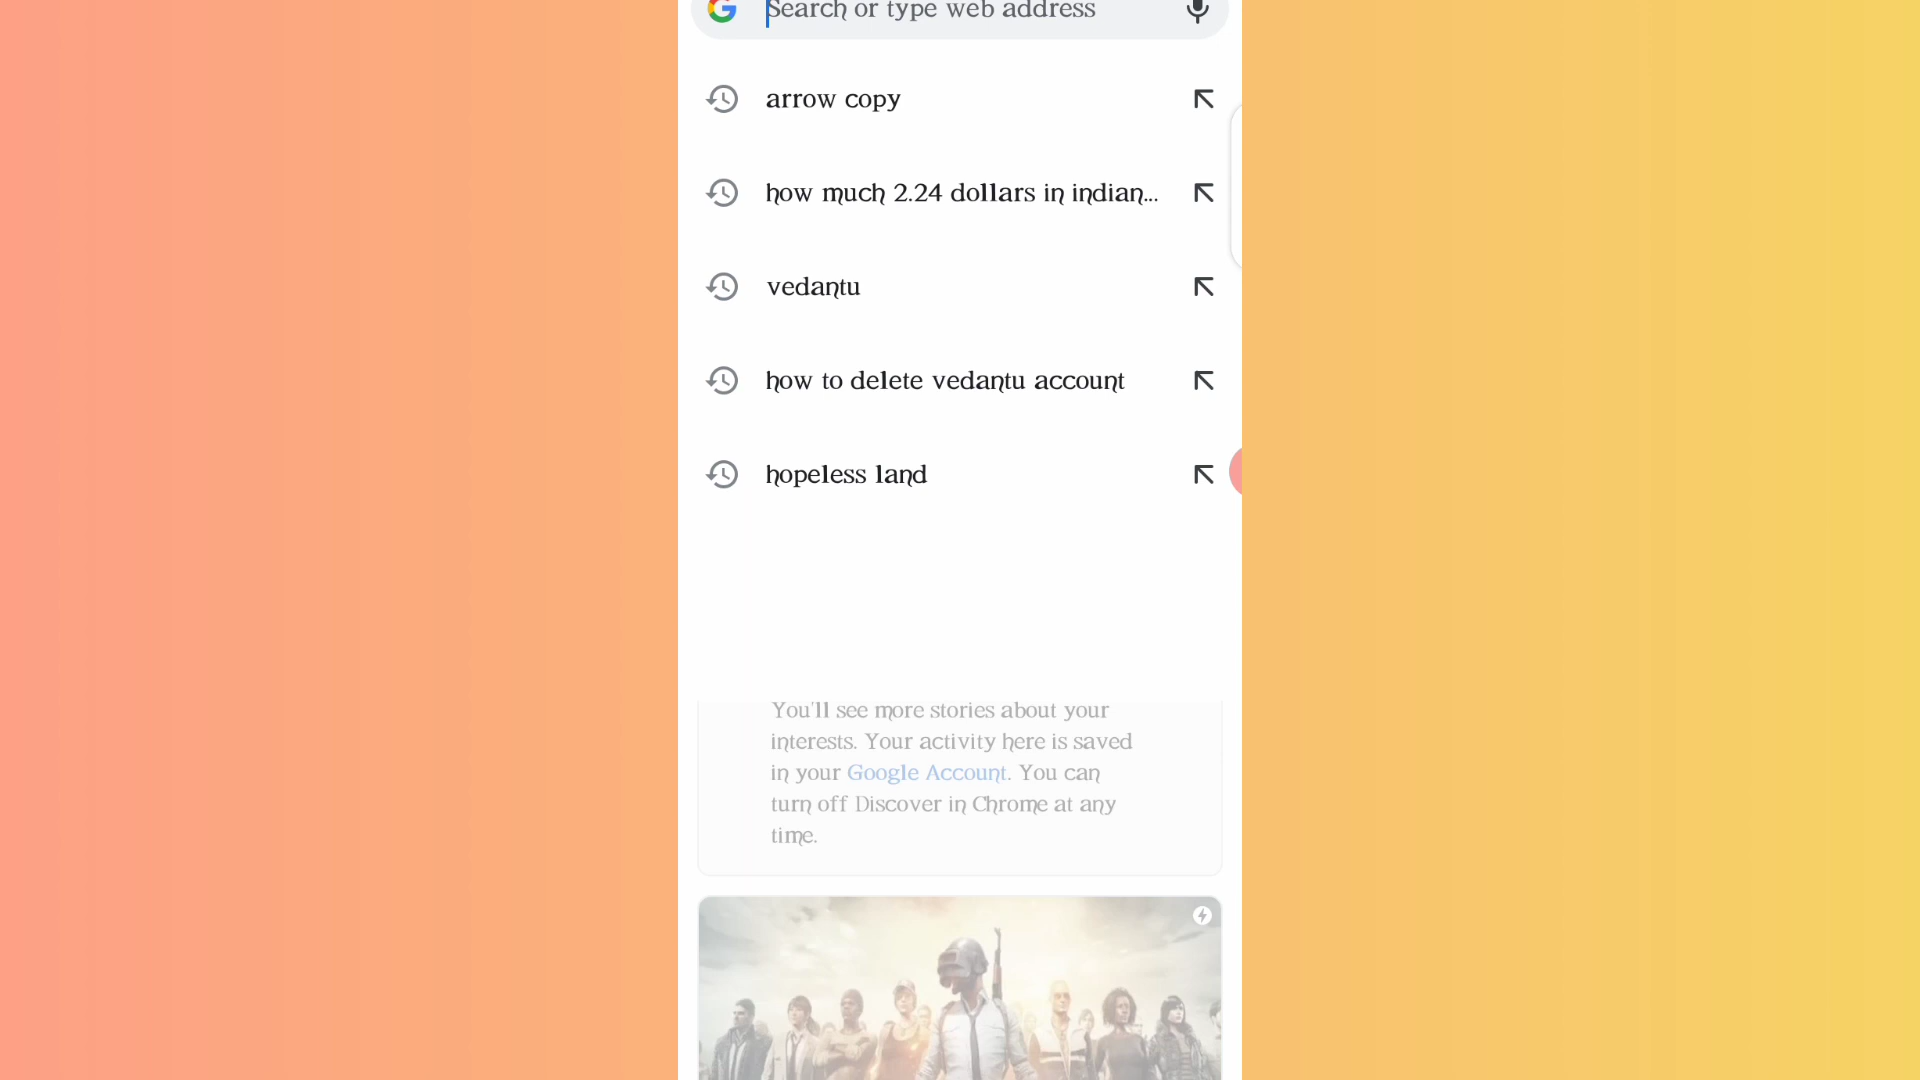 Search or type web address
arrow copy
how much 2.24 dollars in indian...
vedantu
how to delete vedantu account
hopeless land
You'll see more stories about your
interests. Your activity here is saved
in your Google Account. You can
turn off Discover in Chrome at any
time.